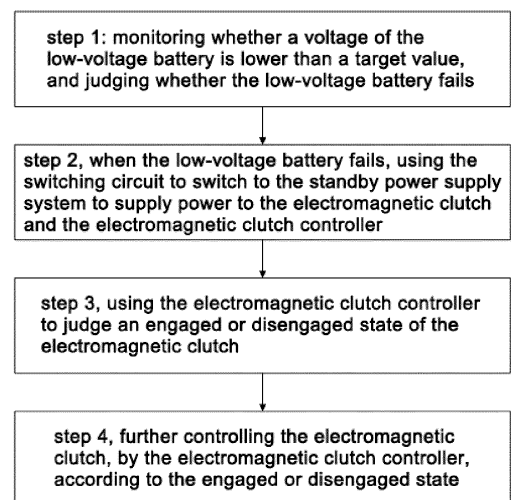 step 1: monitoring whether a voltage of the
low-voltage battery is lower than a target value,
and judging whether the low-voltage battery fails
step 2, when the low-voltage battery fails, using the
switching circuit to switch to the standby power supply
system to supply power to the electromagnetic clutch
and the electromagnetic clutch controller
step 3, using the electromagnetic clutch controller
to judge an engaged or disengaged state of the
electromagnetic clutch
step 4, further controlling the electromagnetic
clutch, by the electromagnetic clutch controller,
according to the engaged or disengaged state